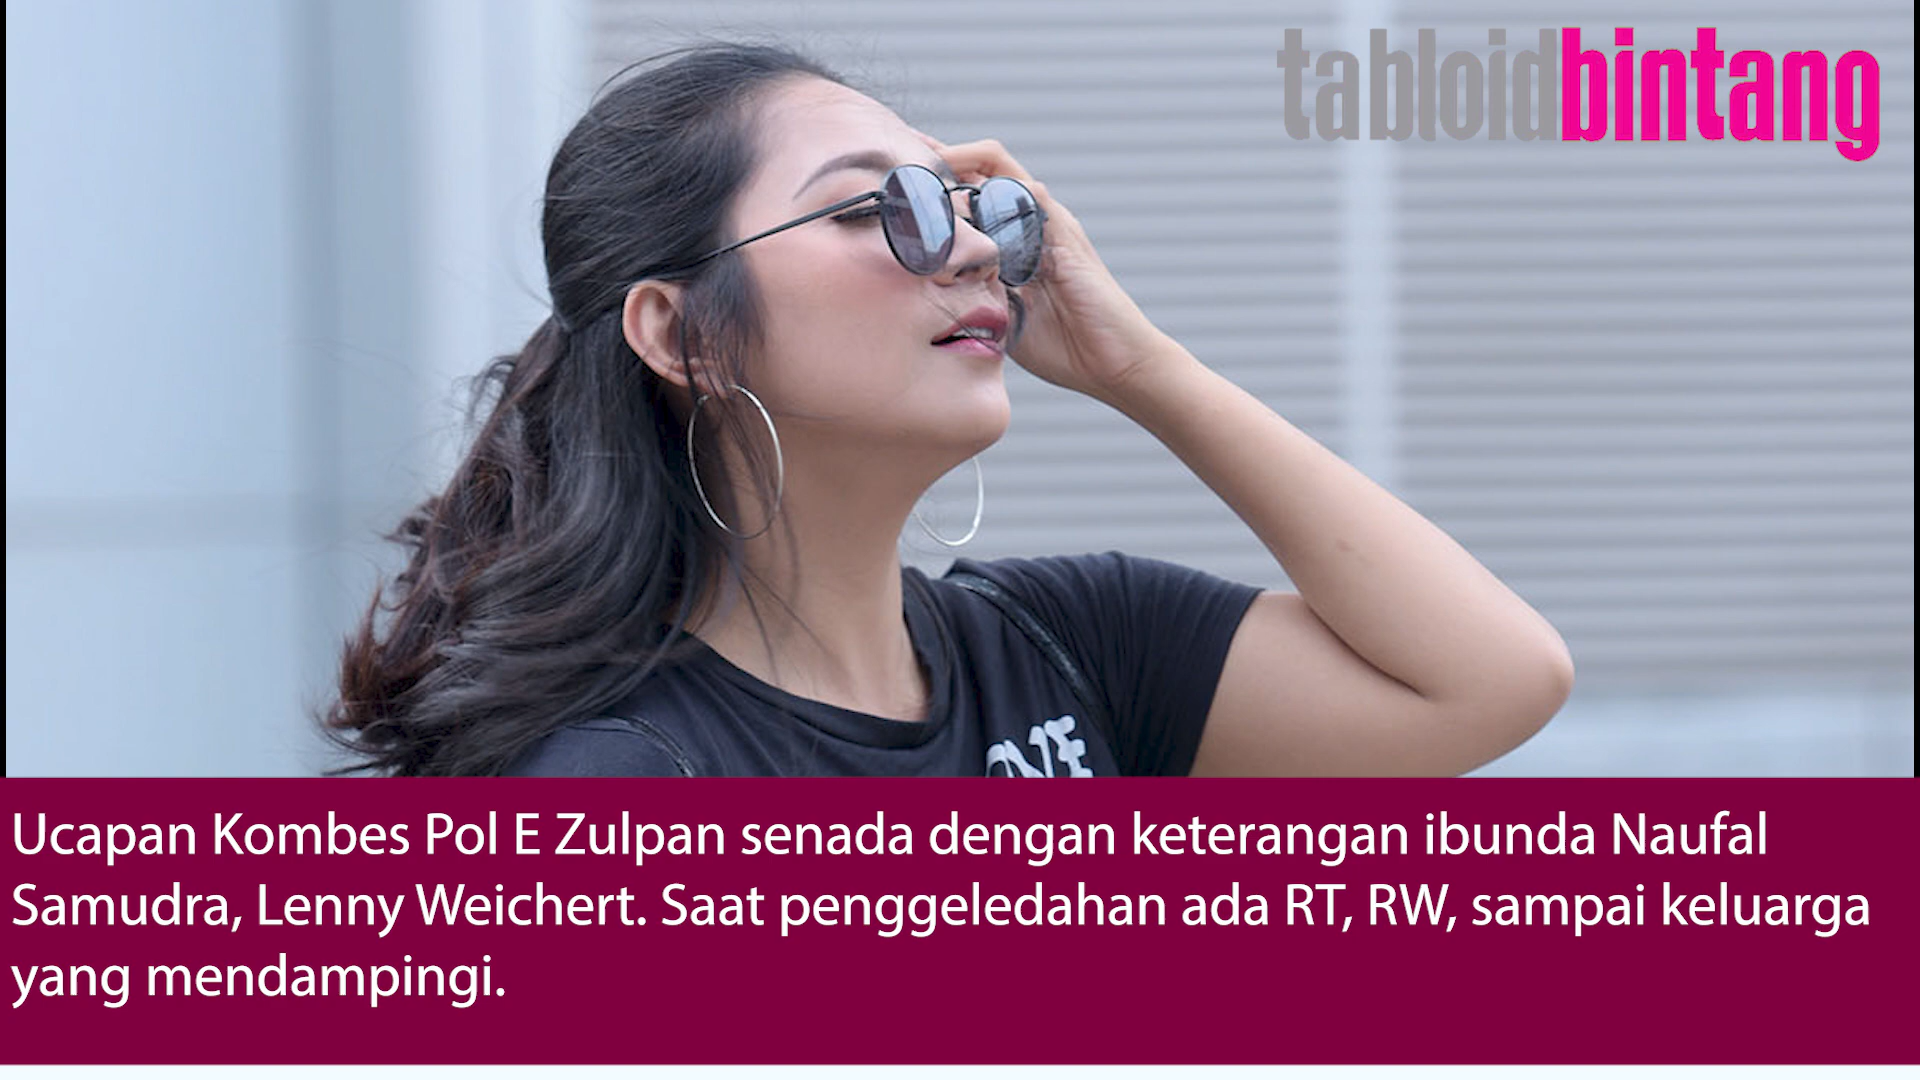 tabloidbintang
ONE
Ucapan Kombes Pol E Zulpan senada dengan keterangan ibunda Naufal
Samudra, Lenny Weichert. Saat penggeledahan ada RT, RW, sampai keluarga
yang mendampingi.